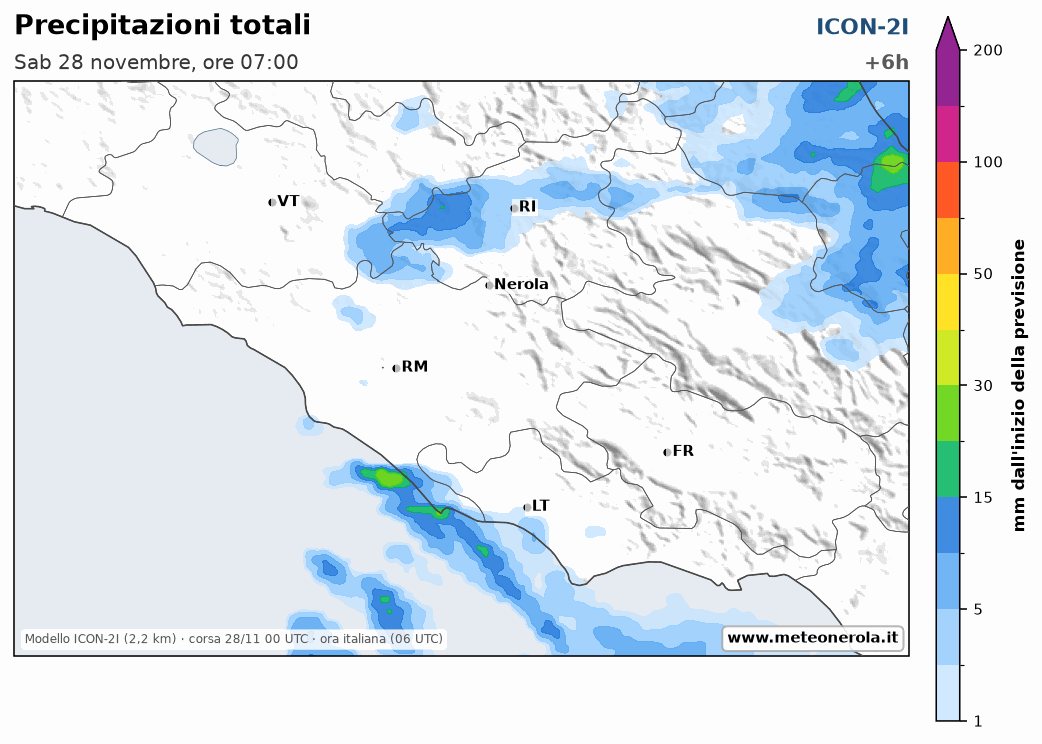 Precipitazioni totali
ICON-2I
Sab 28 novembre, ore 07:00
+6h
VT
RI
Nerola
RM
FR
LT
Modello ICON-2I (2,2 km) · corsa 28/11 00 UTC · ora italiana (06 UTC)
www.meteonerola.it
200
100
50
30
15
5
1
mm dall'inizio della previsione